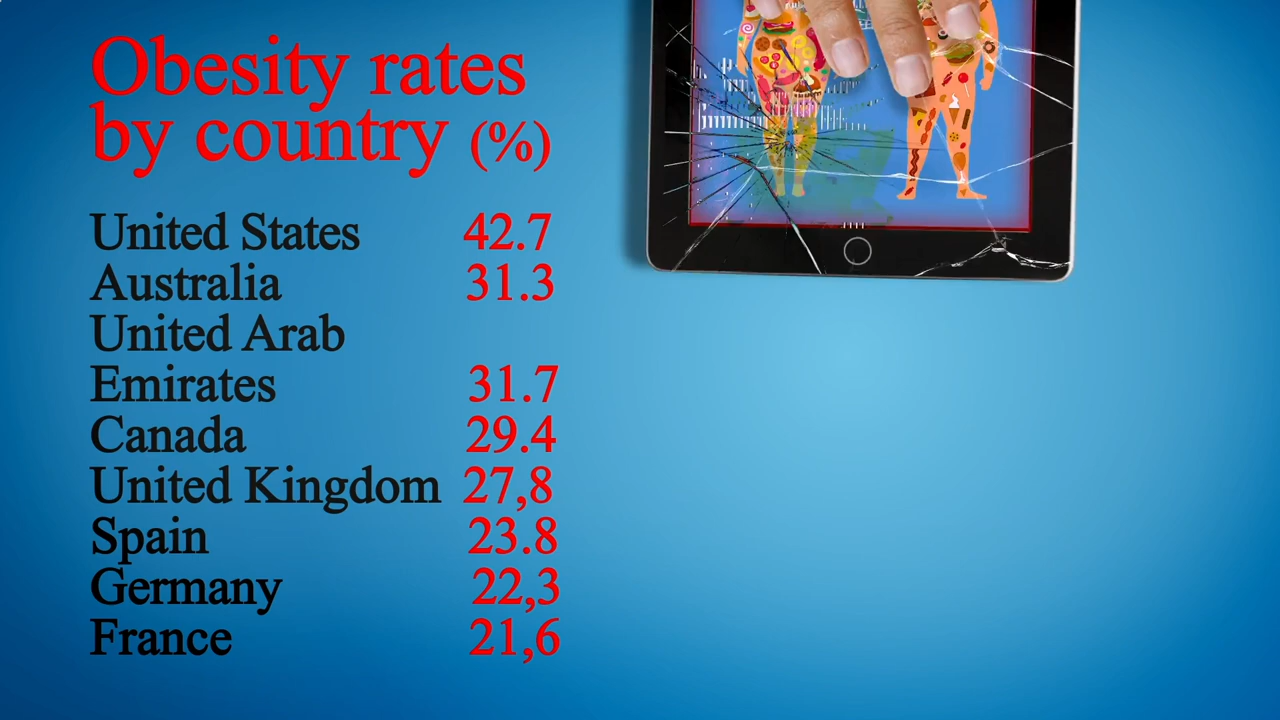 Obesity rates
by country (%)
United States 42.7
Australia 31.3
United Arab
Emirates 31.7
Canada 29.4
United Kingdom 27,8
Spain 23.8
Germany 22,3
France 21,6